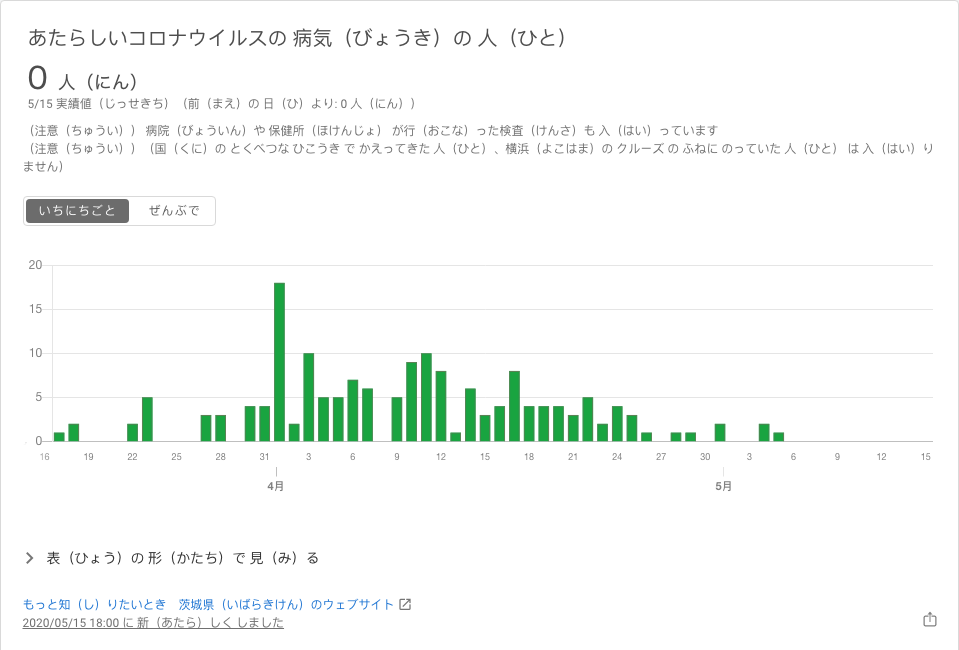 あたらしいコロナウイルスの 病気（びょうき）の 人（ひと）
0 人（にん）
5/15 実績値（じっせきち）（前（まえ）の 日（ひ）より: 0 人（にん））
（注意（ちゅうい）） 病院（びょういん）や 保健所（ほけんじょ） が行（おこな）った検査（けんさ）も 入（はい）っています
（注意（ちゅうい））（国（くに）の とくべつな ひこうき で かえってきた 人（ひと）、横浜（よこはま）の クルーズ の ふねに のっていた 人（ひと） は 入（はい）り
ません）
いちにちごと ぜんぶで
20
15
10
5
0
16 19 22 25 28 31 3 6 9 12 15 18 21 24 27 30 3 6 9 12 15
4月 5月
表（ひょう）の 形（かたち）で 見（み）る
もっと知（し）りたいとき 茨城県（いばらきけん）のウェブサイト
2020/05/15 18:00 に 新（あたら）しく しました